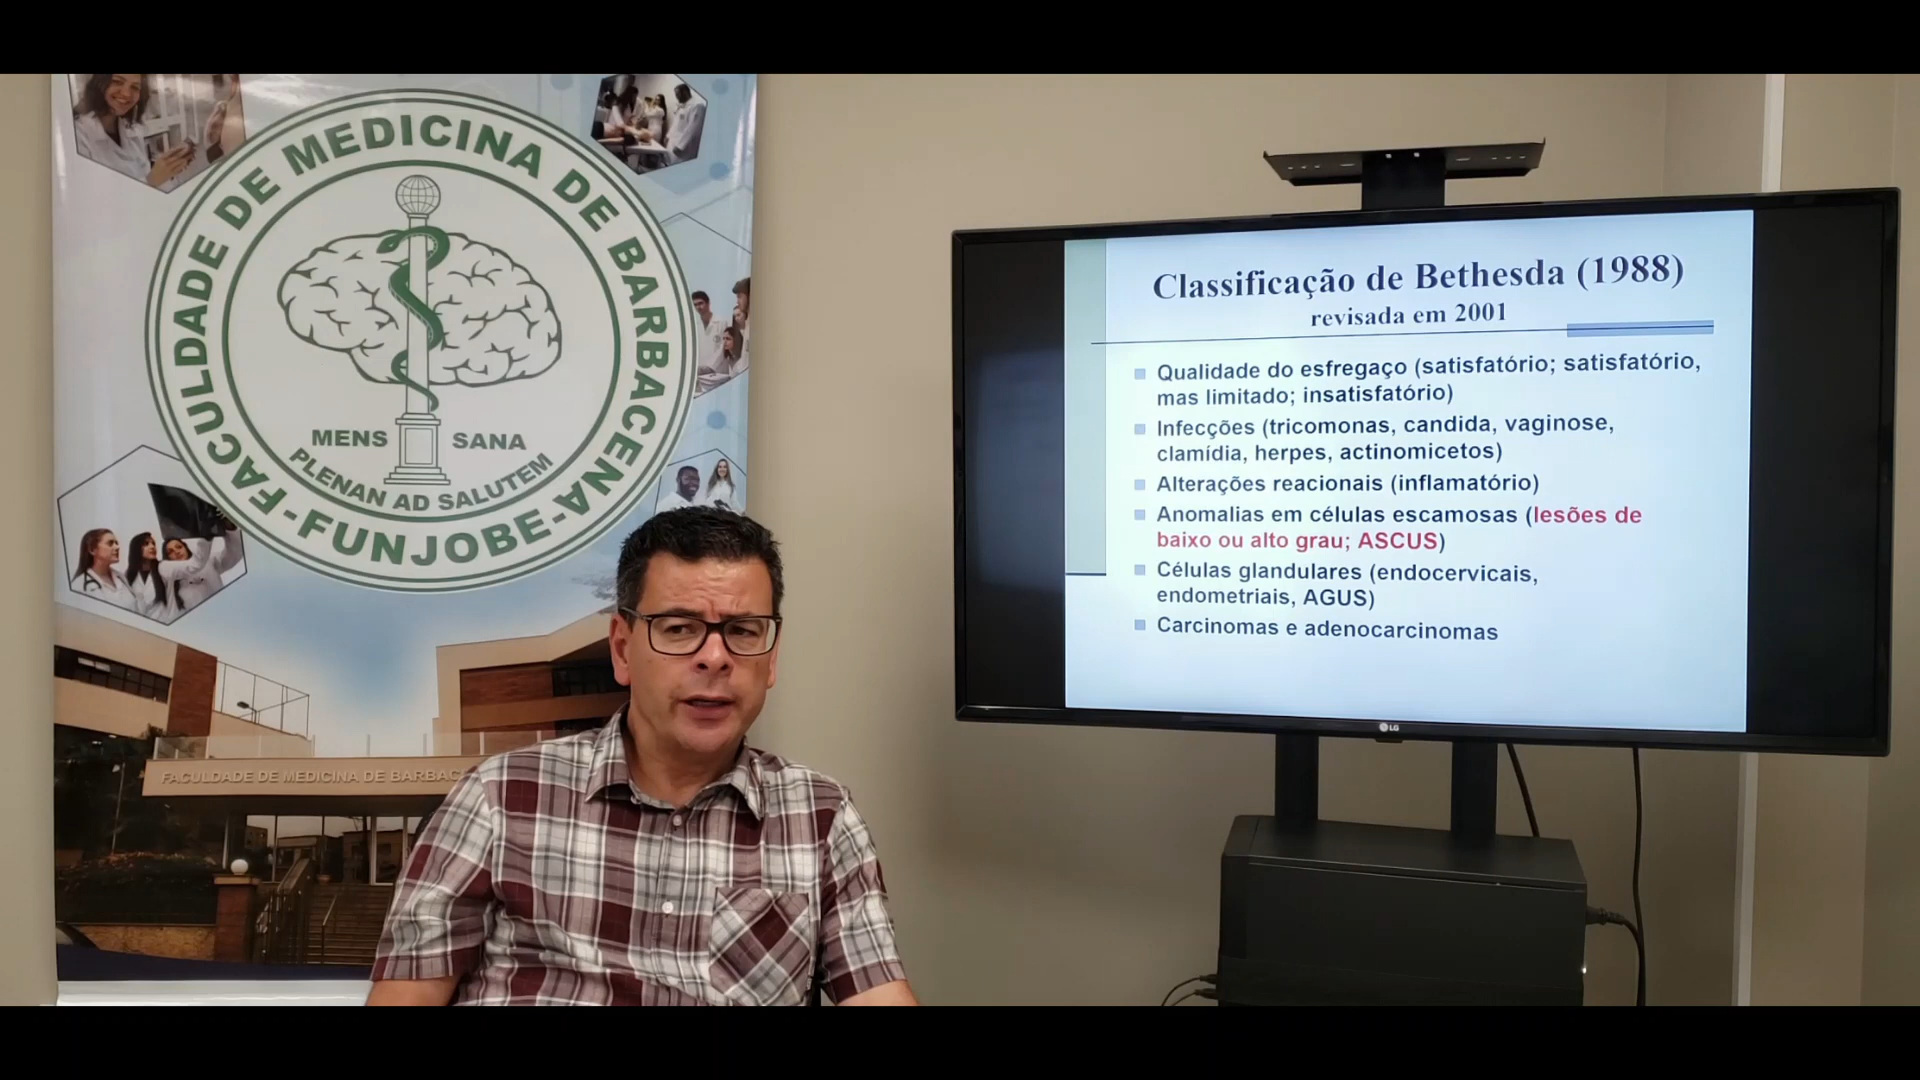 FACULDADE DE MEDICINA DE BARBACENA
-FUNJOBE-
MENS SANA
PLENAN AD SALUTEM
FACULDADE DE MEDICINA DE
Classificação de Bethesda (1988)
revisada em 2001
Qualidade do esfregaço (satisfatório; satisfatório,
mas limitado; insatisfatório)
Infecções (tricomonas, candida, vaginose,
clamídia, herpes, actinomicetos)
Alterações reacionais (inflamatório)
Anomalias em células escamosas (lesões de
baixo ou alto grau; ASCUS)
Células glandulares (endocervicais,
endometriais, AGUS)
Carcinomas e adenocarcinomas
LG